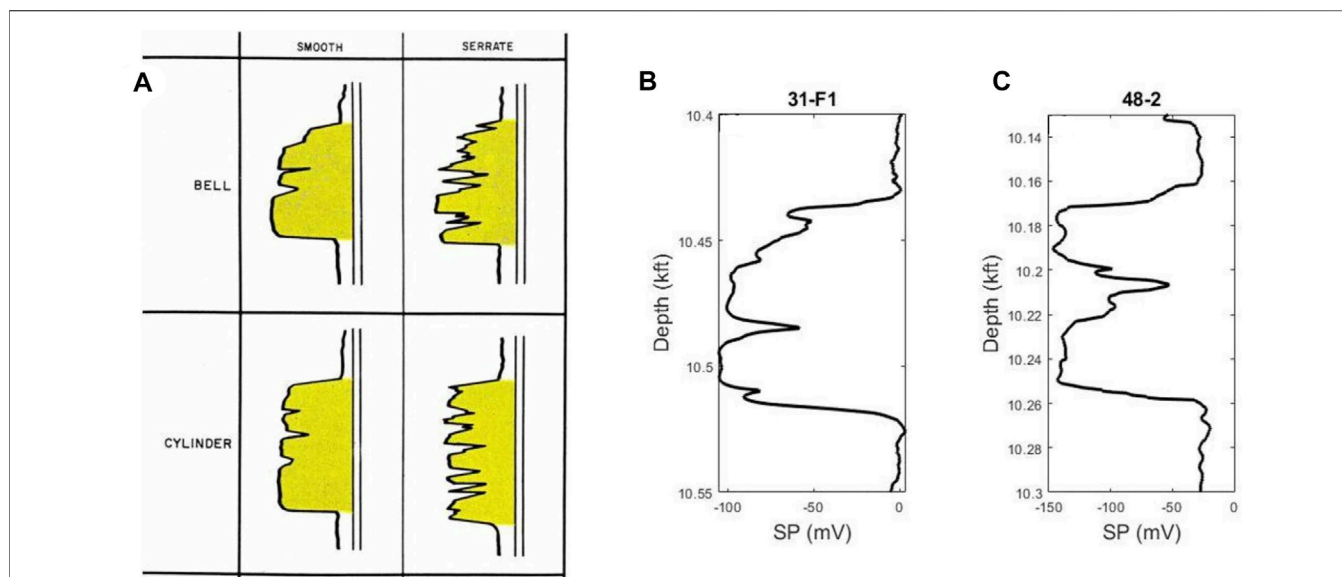 A
SMOOTH
SERRATE
BELL
CYLINDER
B
31-F1
10.4
10.45
10.5
10.55
Depth (kft)
-100
-50
0
SP (mV)
C
48-2
10.14
10.16
10.18
10.2
10.22
10.24
10.26
10.28
10.3
Depth (kft)
-150
-100
-50
0
SP (mV)